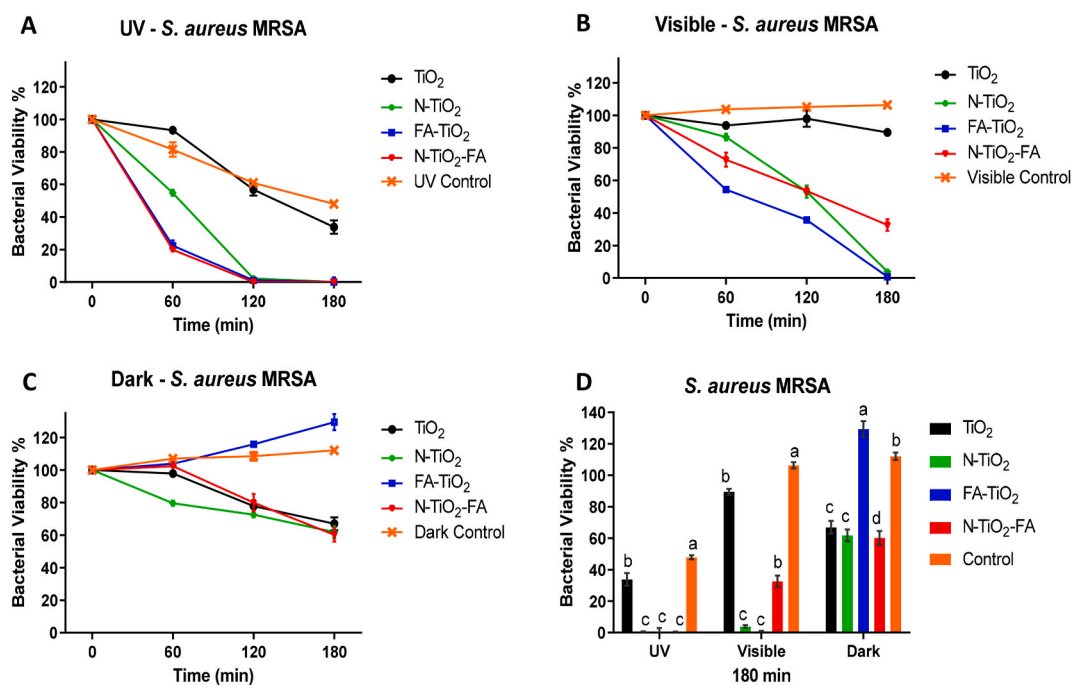 A
UV - S. aureus MRSA
Bacterial Viability %
120
100
80
60
40
20
0
0 60 120 180
Time (min)
TiO2
N-TiO2
FA-TiO2
N-TiO2-FA
UV Control
B
Visible - S. aureus MRSA
Bacterial Viability %
120
100
80
60
40
20
0
0 60 120 180
Time (min)
TiO2
N-TiO2
FA-TiO2
N-TiO2-FA
Visible Control
C
Dark - S. aureus MRSA
Bacterial Viability %
120
100
80
60
40
20
0
0 60 120 180
Time (min)
TiO2
N-TiO2
FA-TiO2
N-TiO2-FA
Dark Control
D
S. aureus MRSA
Bacterial Viability %
140
120
100
80
60
40
20
0
b c c c a
b c c b a
c c a d b
UV Visible Dark
180 min
TiO2
N-TiO2
FA-TiO2
N-TiO2-FA
Control